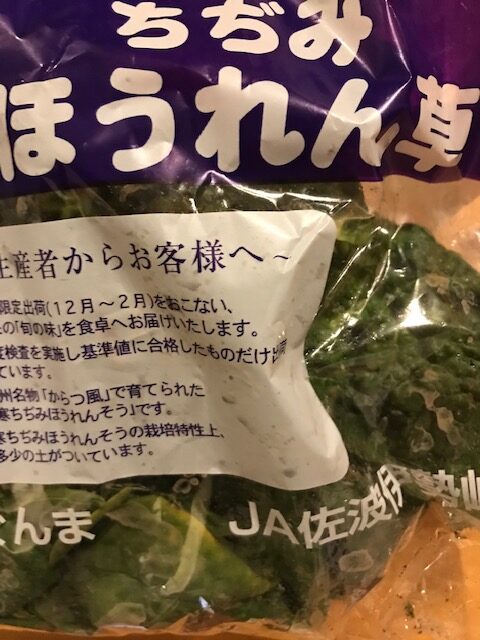 ちぢみ
ほうれん草
生産者からお客様へ～
限定出荷(12月～2月)をおこない、
の「旬の味」を食卓へお届けいたします。
度検査を実施し基準値に合格したものだけ出荷
ています。
州名物「からつ風」で育てられた
寒ちぢみほうれんそう」です。
寒ちぢみほうれんそうの栽培特性上、
多少の土がついています。
ぐんま
JA佐波伊勢崎